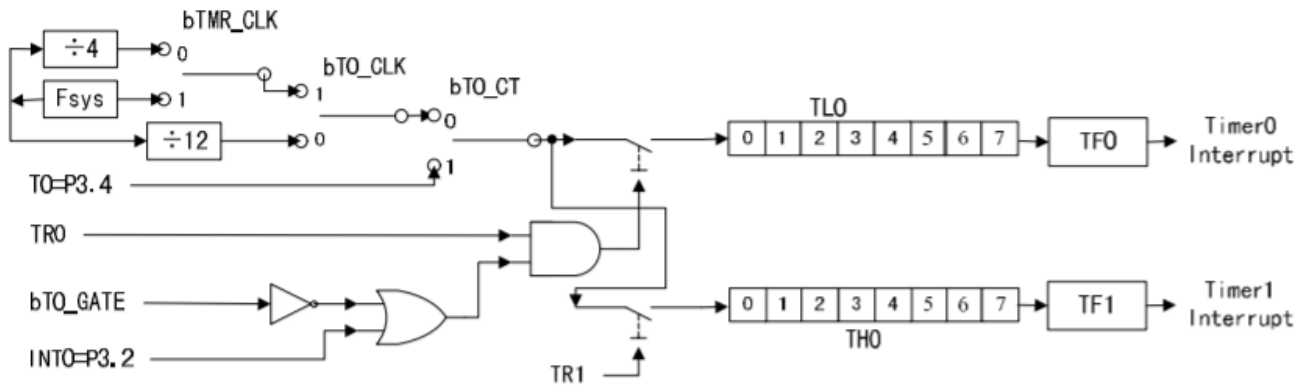 bTMR_CLK
÷4
0
bT0_CLK
bT0_CT
Fsys
1
1
0
TL0
÷12
0
0 1 2 3 4 5 6 7
TF0
Timer0
Interrupt
1
T0=P3.4
TR0
bT0_GATE
0 1 2 3 4 5 6 7
TF1
Timer1
Interrupt
INT0=P3.2
TH0
TR1